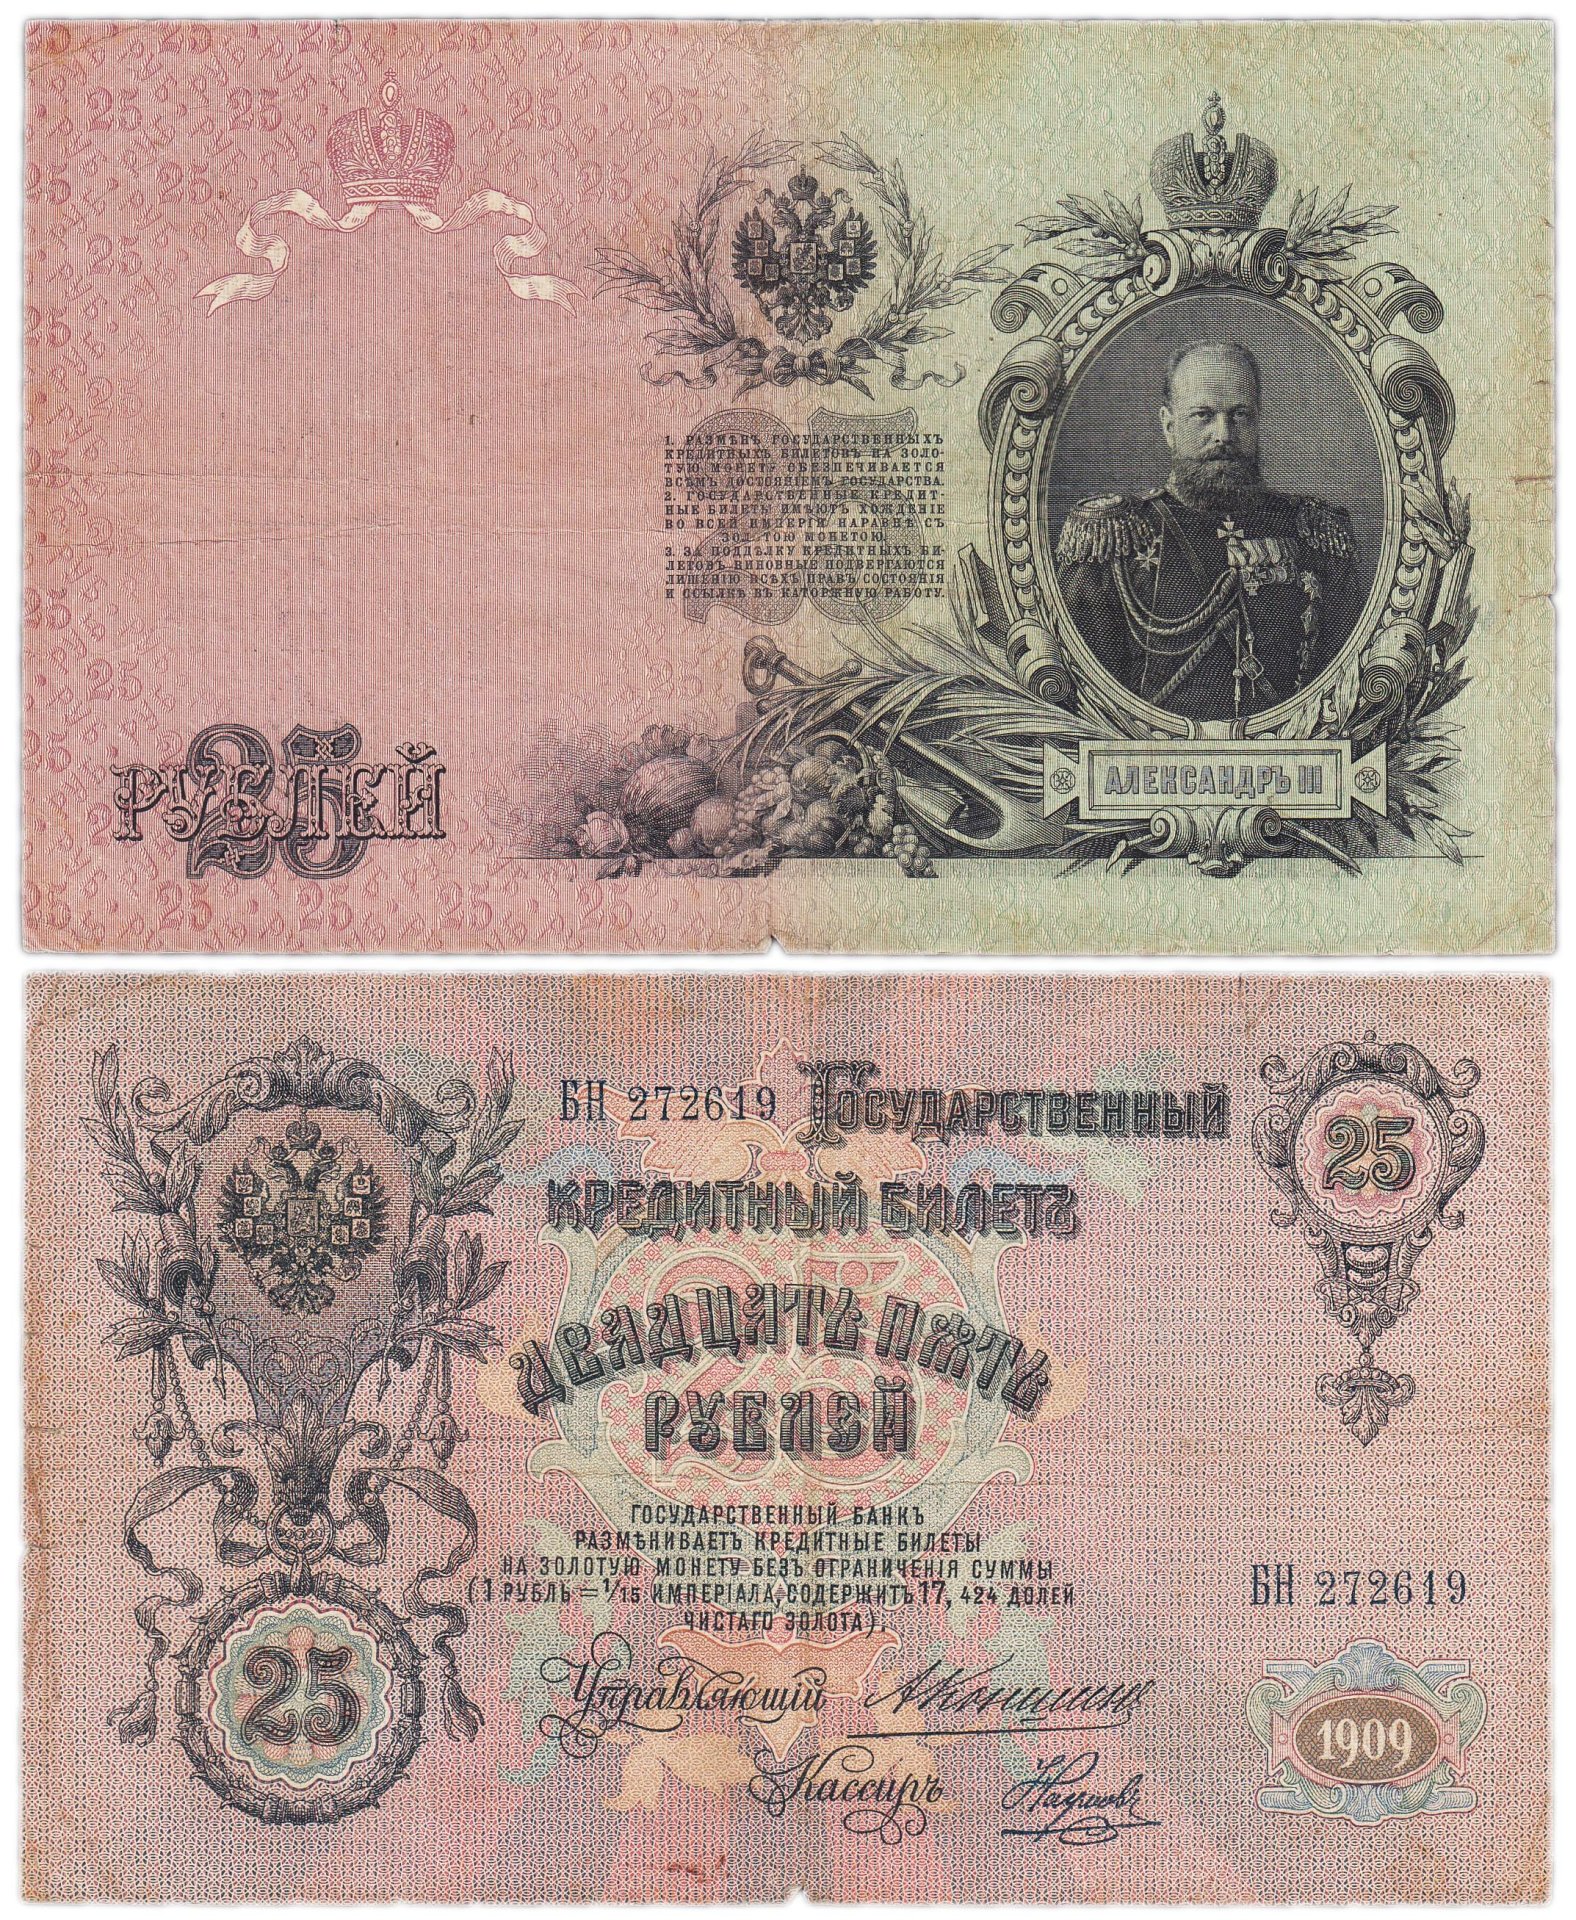 1. РАЗМѢНЪ ГОСУДАРСТВЕННЫХЪ
КРЕДИТНЫХЪ БИЛЕТОВЪ НА ЗОЛО-
ТУЮ МОНЕТУ ОБЕЗПЕЧИВАЕТСЯ
ВСѢМЪ ДОСТОЯНІЕМЪ ГОСУДАРСТВА.
2. ГОСУДАРСТВЕННЫЕ КРЕДИТ-
НЫЕ БИЛЕТЫ ИМѢЮТЪ ХОЖДЕНІЕ
ВО ВСЕЙ ИМПЕРІИ НАРАВНѢ СЪ
ЗОЛОТОЮ МОНЕТОЮ.
3. ЗА ПОДДѢЛКУ КРЕДИТНЫХЪ БИ-
ЛЕТОВЪ ВИНОВНЫЕ ПОДВЕРГАЮТСЯ
ЛИШЕНІЮ ВСѢХЪ ПРАВЪ СОСТОЯНІЯ
И ССЫЛКѢ ВЪ КАТОРЖНУЮ РАБОТУ.
25
РУБЛЕЙ
АЛЕКСАНДРЪ III
БН 272619 ГОСУДАРСТВЕННЫЙ
КРЕДИТНЫЙ БИЛЕТЪ
25
ДВАДЦАТЬ ПЯТЬ
РУБЛЕЙ
ГОСУДАРСТВЕННЫЙ БАНКЪ
РАЗМѢНИВАЕТЪ КРЕДИТНЫЕ БИЛЕТЫ
НА ЗОЛОТУЮ МОНЕТУ БЕЗЪ ОГРАНИЧЕНІЯ СУММЫ
(1 РУБЛЬ = 1/15 ИМПЕРІАЛА, СОДЕРЖИТЪ 17,424 ДОЛЕЙ
ЧИСТАГО ЗОЛОТА).
БН 272619
25
Управляющій А Коншинъ
Кассиръ Наумовъ
1909